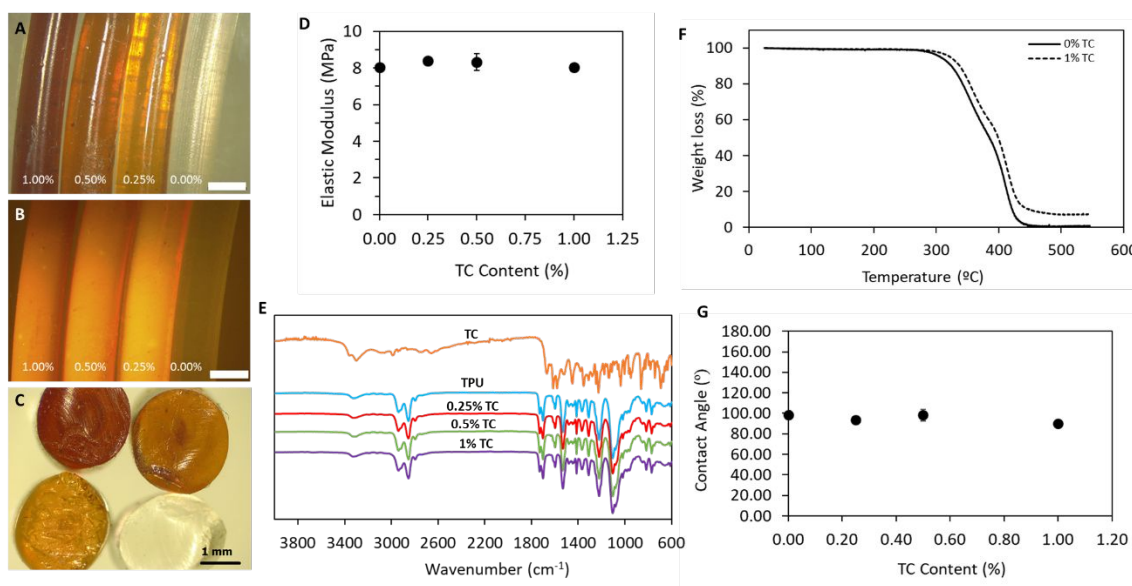 A
1.00% 0.50% 0.25% 0.00%
B
1.00% 0.50% 0.25% 0.00%
C
1 mm
D
Elastic Modulus (MPa)
10
8
6
4
2
0
0.00 0.25 0.50 0.75 1.00 1.25
TC Content (%)
E
TC
TPU
0.25% TC
0.5% TC
1% TC
3800 3000 2200 1400 600
Wavenumber (cm⁻¹)
F
0% TC
1% TC
Weight loss (%)
120
100
80
60
40
20
0
0 100 200 300 400 500 600
Temperature (ºC)
G
Contact Angle (°)
180.00
160.00
140.00
120.00
100.00
80.00
60.00
40.00
20.00
0.00
0.00 0.20 0.40 0.60 0.80 1.00 1.20
TC Content (%)